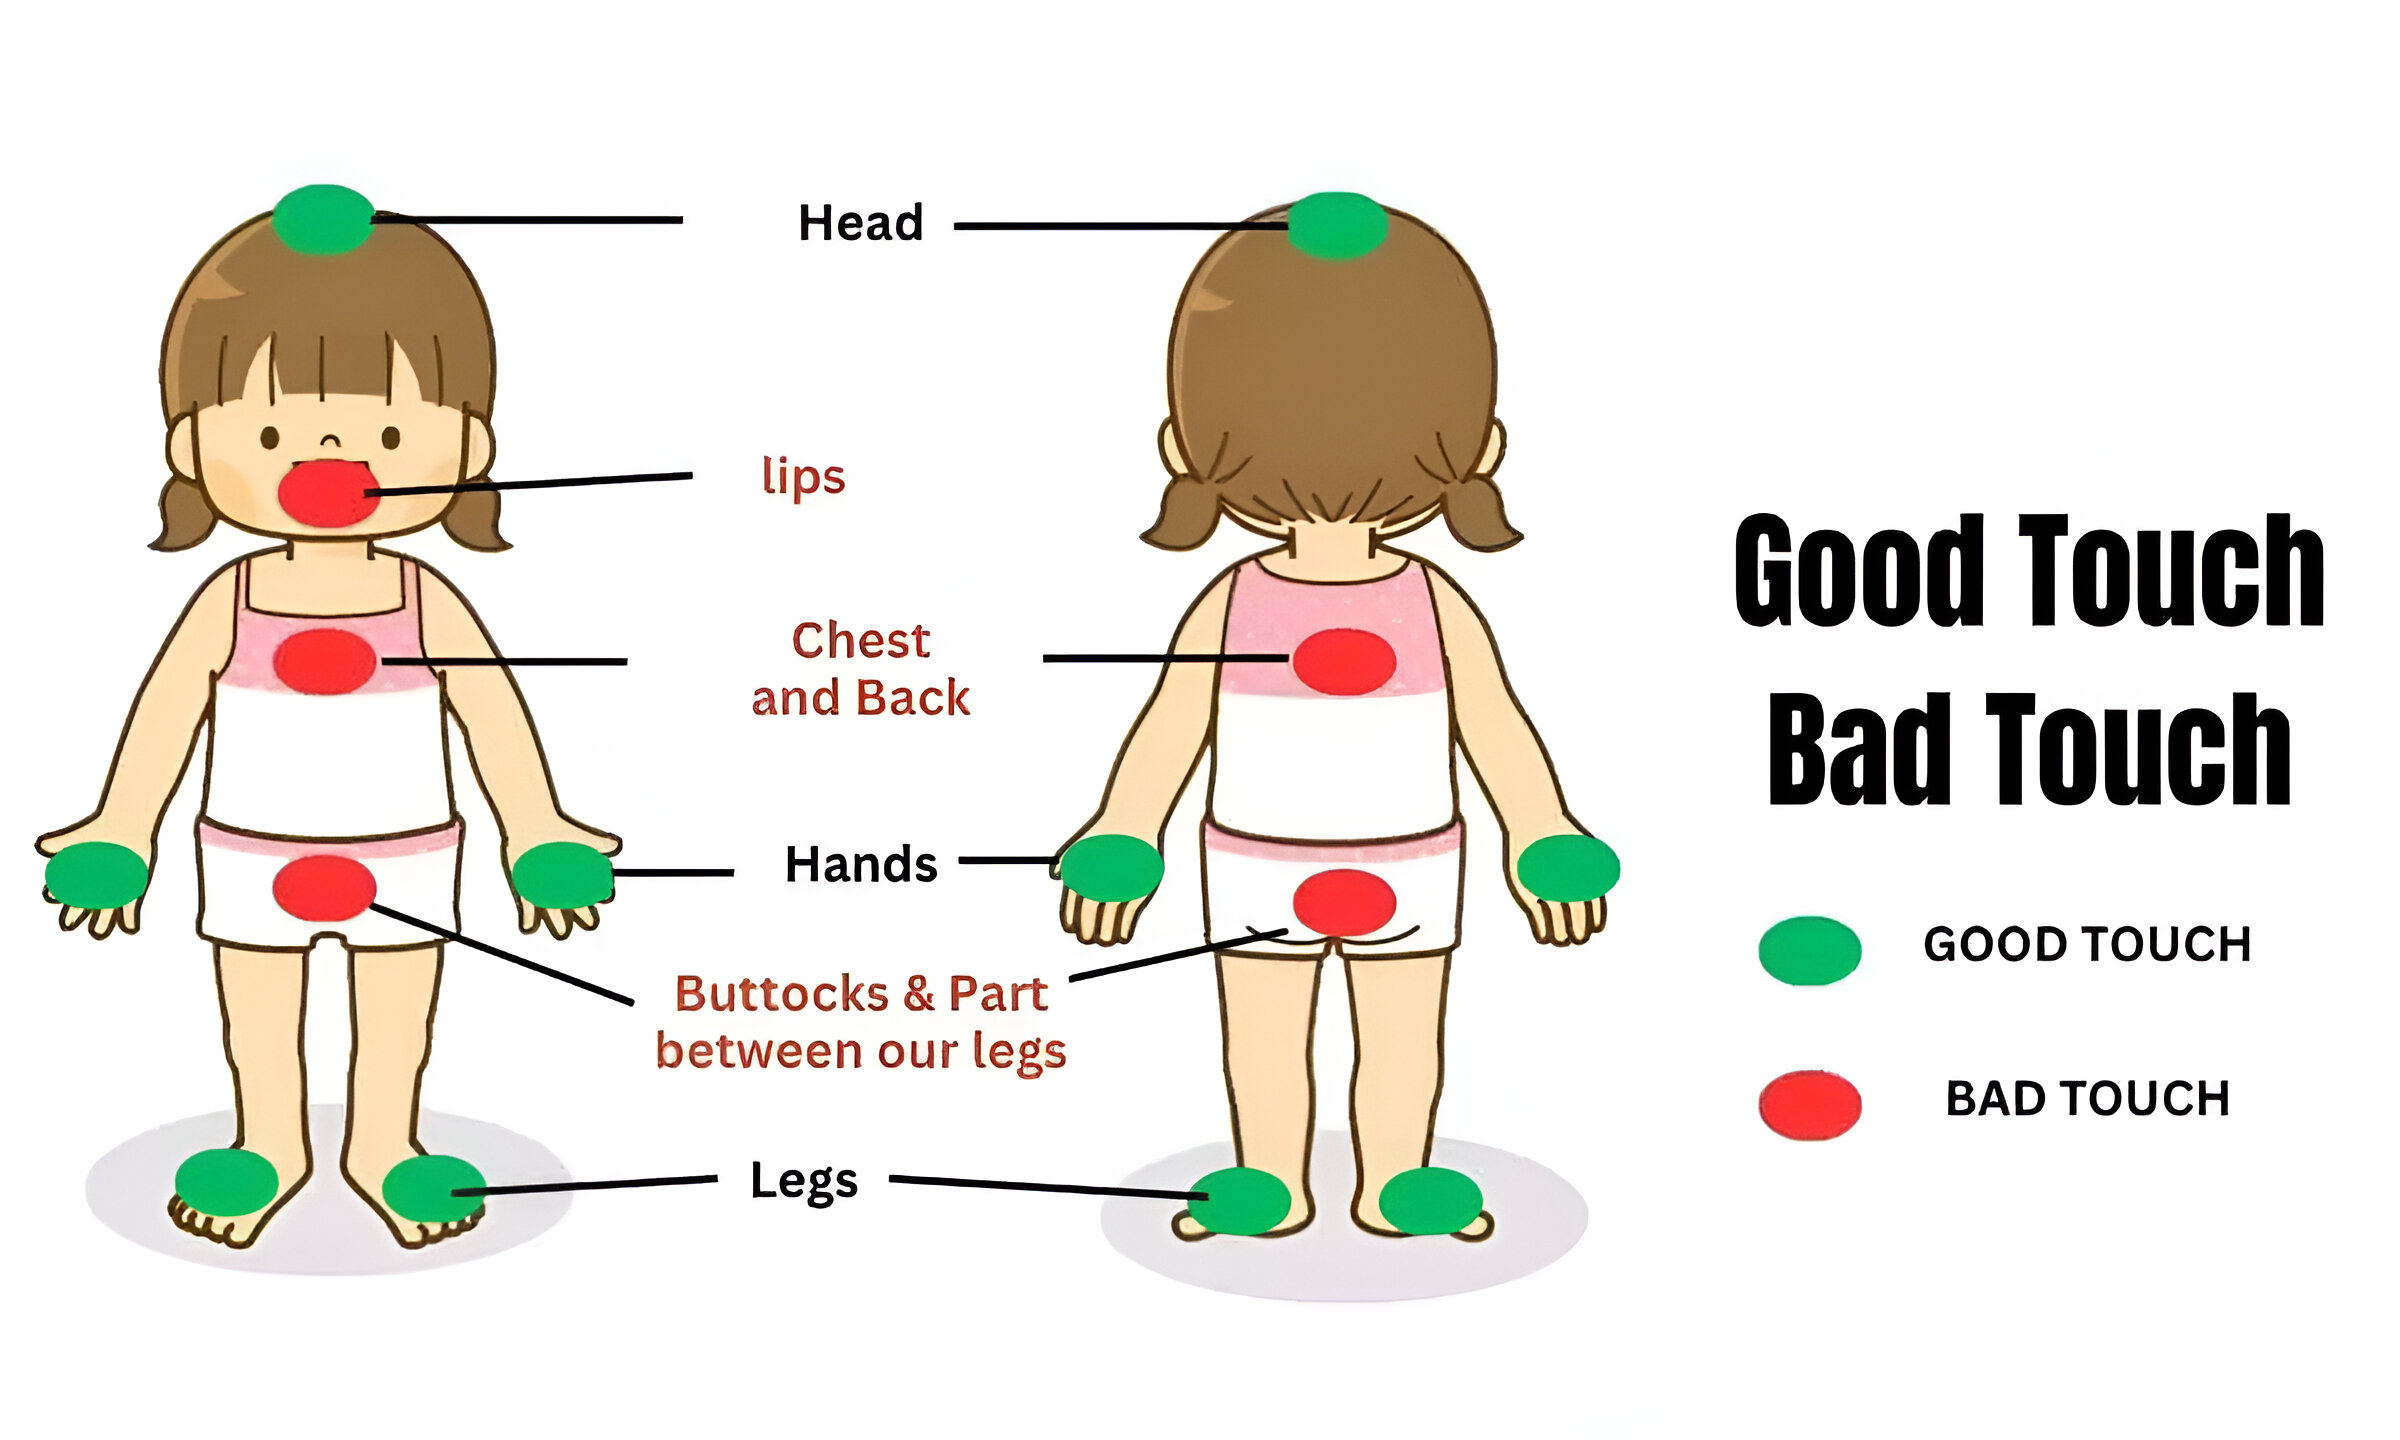 Head
lips
Chest
and Back
Hands
Buttocks & Part
between our legs
Legs
Good Touch
Bad Touch
GOOD TOUCH
BAD TOUCH